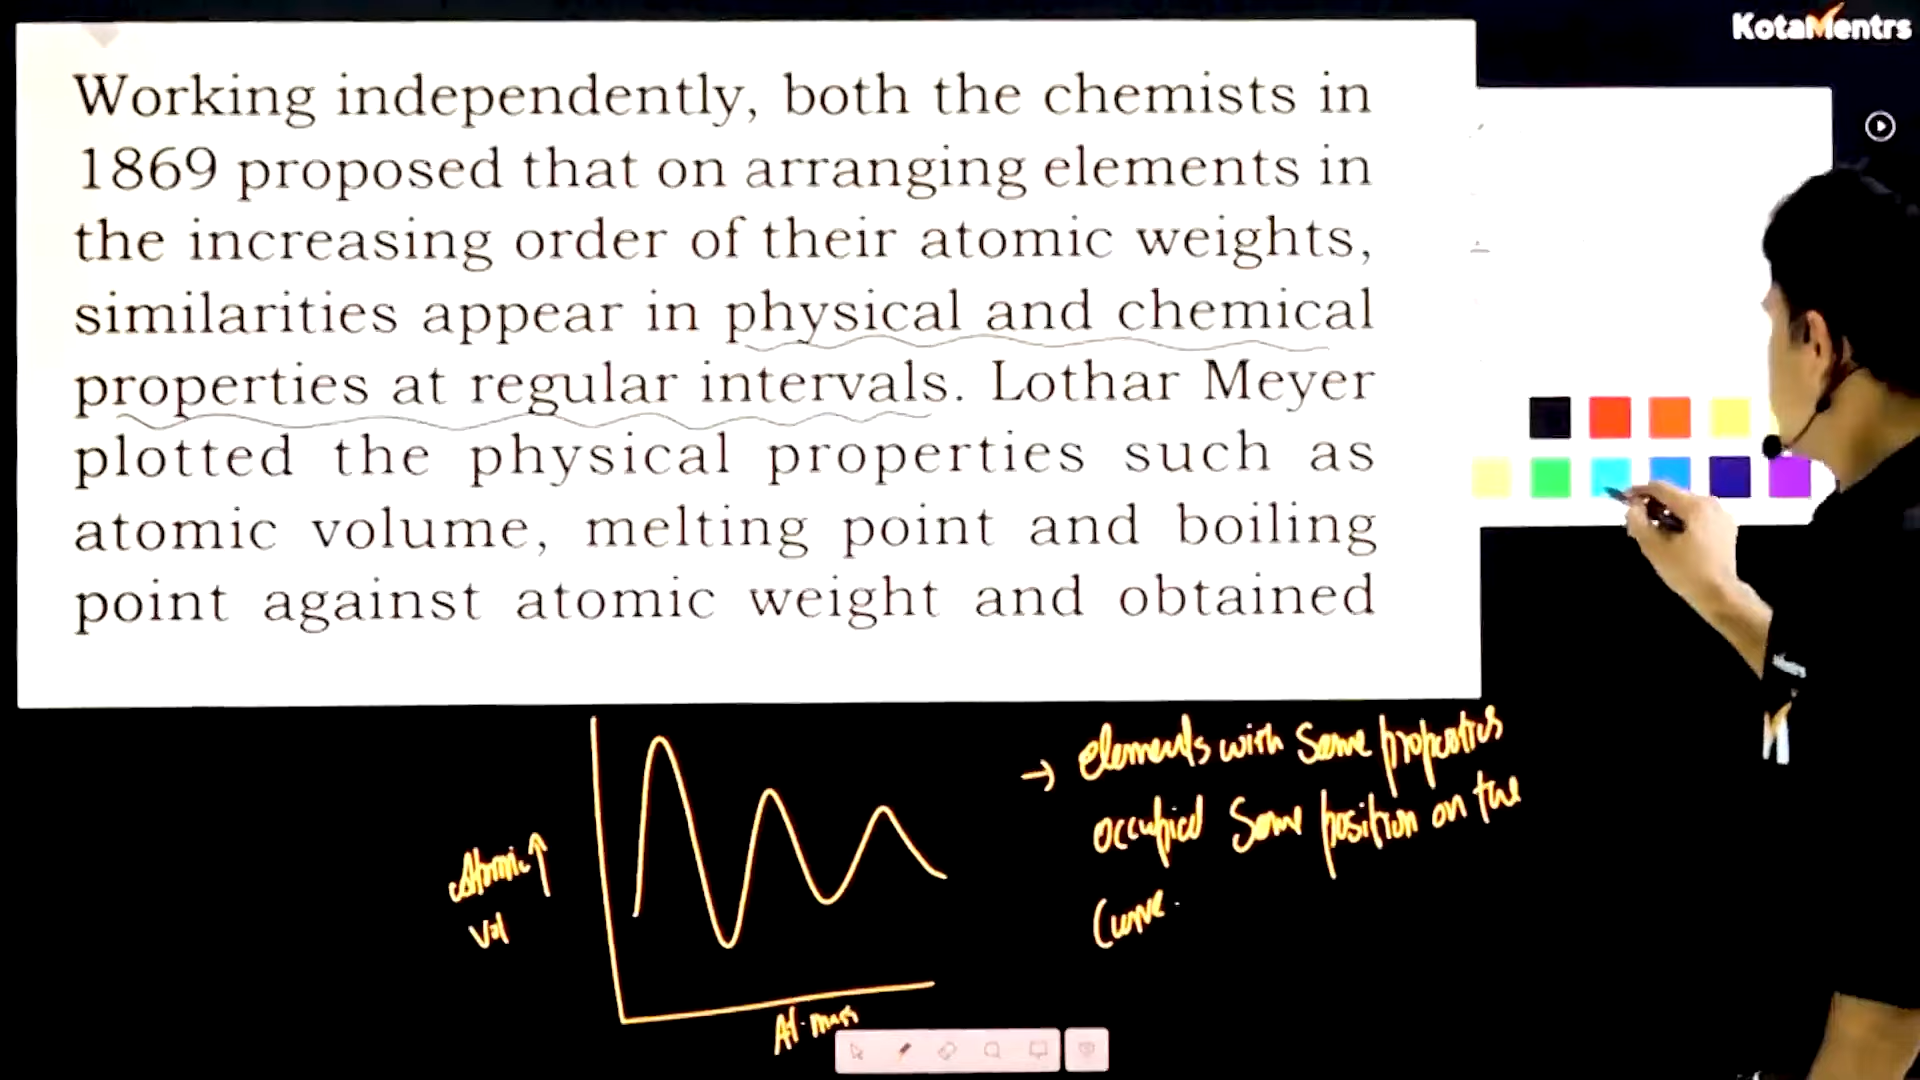 KotaMentrs
Working independently, both the chemists in
1869 proposed that on arranging elements in
the increasing order of their atomic weights,
similarities appear in physical and chemical
properties at regular intervals. Lothar Meyer
plotted the physical properties such as
atomic volume, melting point and boiling
point against atomic weight and obtained
→ elements with Same properties
occupied Same position on the
Curve.
Atomic ↑
Vol
At. mass